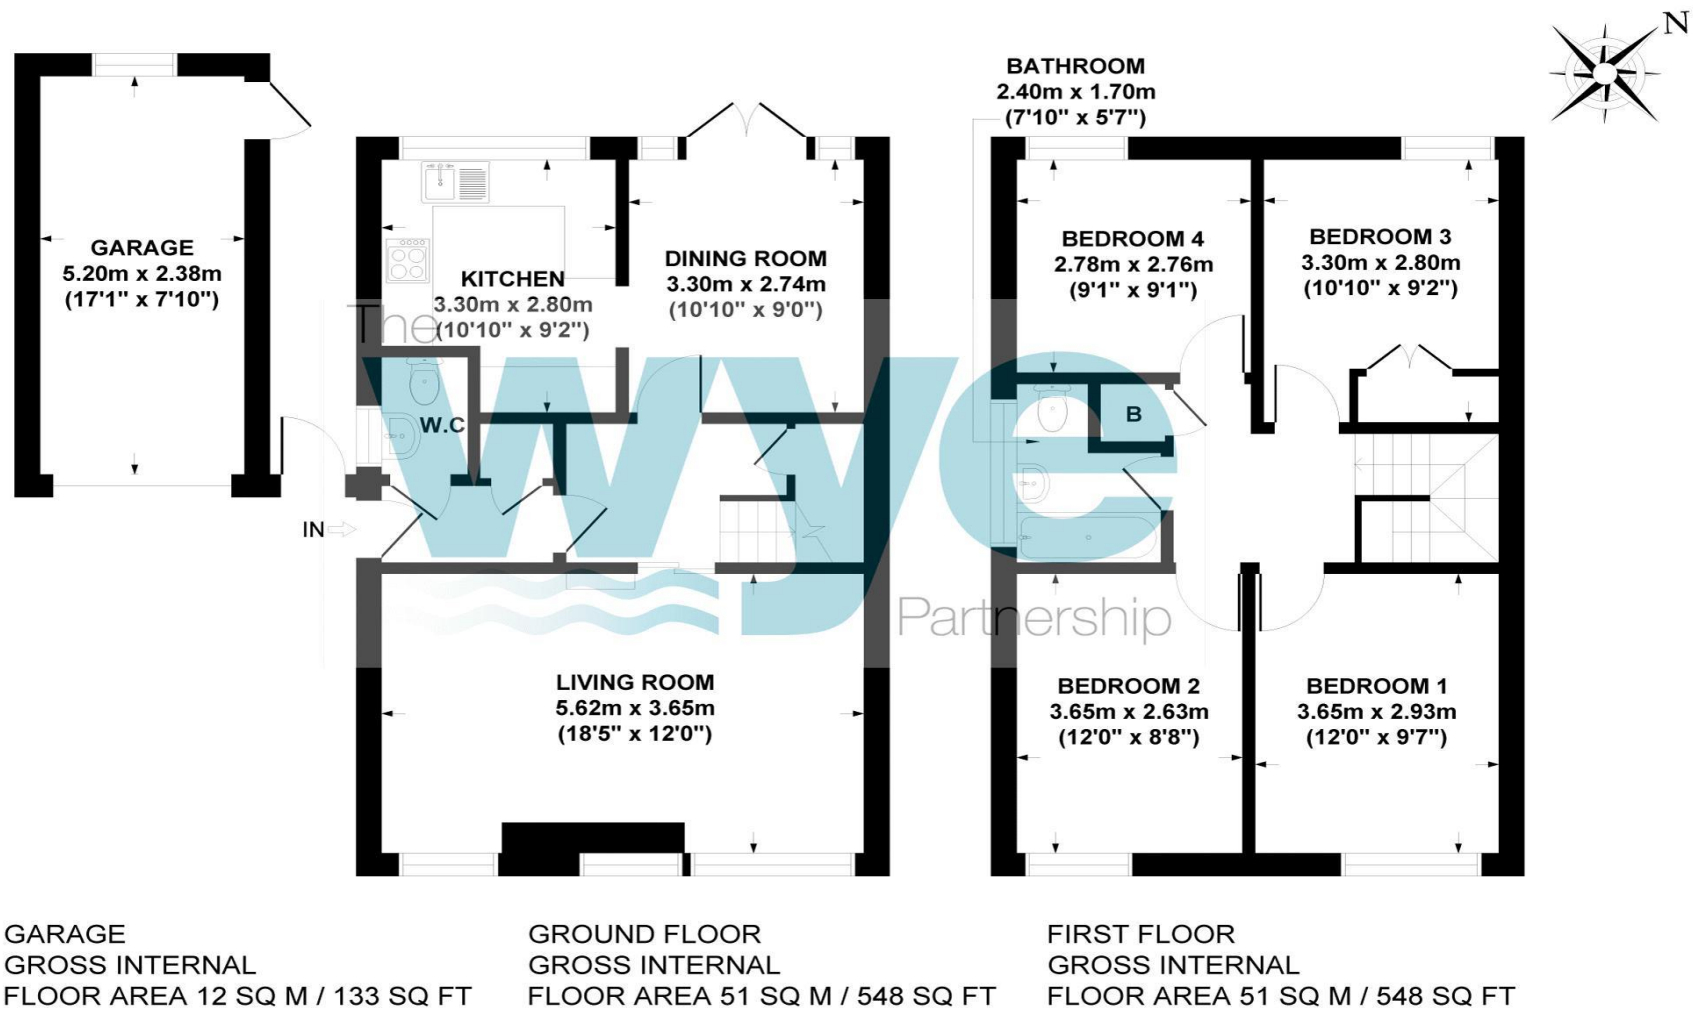 N
BATHROOM
2.40m x 1.70m
(7'10" x 5'7")
GARAGE
5.20m x 2.38m
(17'1" x 7'10")
KITCHEN
3.30m x 2.80m
(10'10" x 9'2")
DINING ROOM
3.30m x 2.74m
(10'10" x 9'0")
BEDROOM 4
2.78m x 2.76m
(9'1" x 9'1")
BEDROOM 3
3.30m x 2.80m
(10'10" x 9'2")
The
wye
Partnership
W.C
B
IN
LIVING ROOM
5.62m x 3.65m
(18'5" x 12'0")
BEDROOM 2
3.65m x 2.63m
(12'0" x 8'8")
BEDROOM 1
3.65m x 2.93m
(12'0" x 9'7")
GARAGE
GROSS INTERNAL
FLOOR AREA 12 SQ M / 133 SQ FT
GROUND FLOOR
GROSS INTERNAL
FLOOR AREA 51 SQ M / 548 SQ FT
FIRST FLOOR
GROSS INTERNAL
FLOOR AREA 51 SQ M / 548 SQ FT